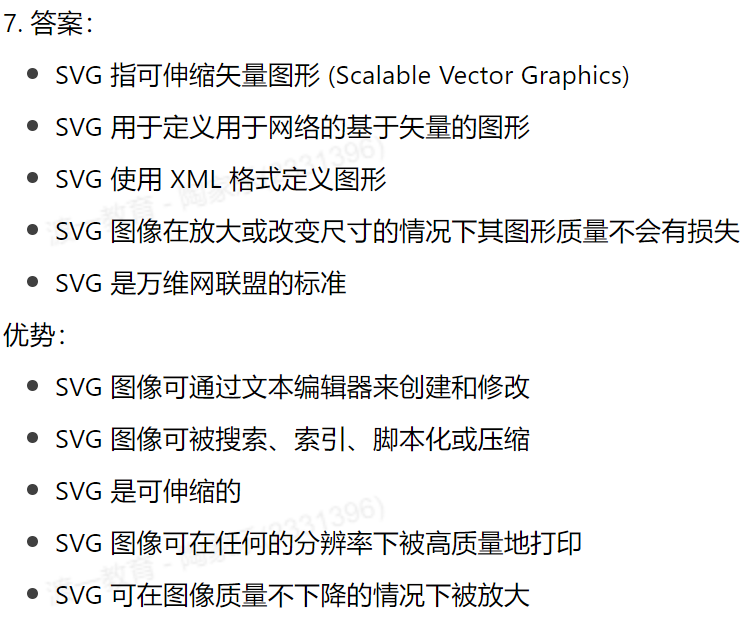 7. 答案：
SVG 指可伸缩矢量图形 (Scalable Vector Graphics)
SVG 用于定义用于网络的基于矢量的图形
SVG 使用 XML 格式定义图形
SVG 图像在放大或改变尺寸的情况下其图形质量不会有损失
SVG 是万维网联盟的标准
优势：
SVG 图像可通过文本编辑器来创建和修改
SVG 图像可被搜索、索引、脚本化或压缩
SVG 是可伸缩的
SVG 图像可在任何的分辨率下被高质量地打印
SVG 可在图像质量不下降的情况下被放大